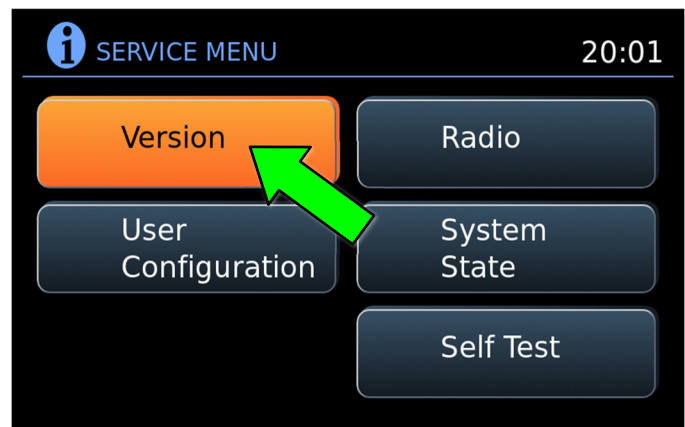 i SERVICE MENU 20:01
Version
Radio
User
Configuration
System
State
Self Test